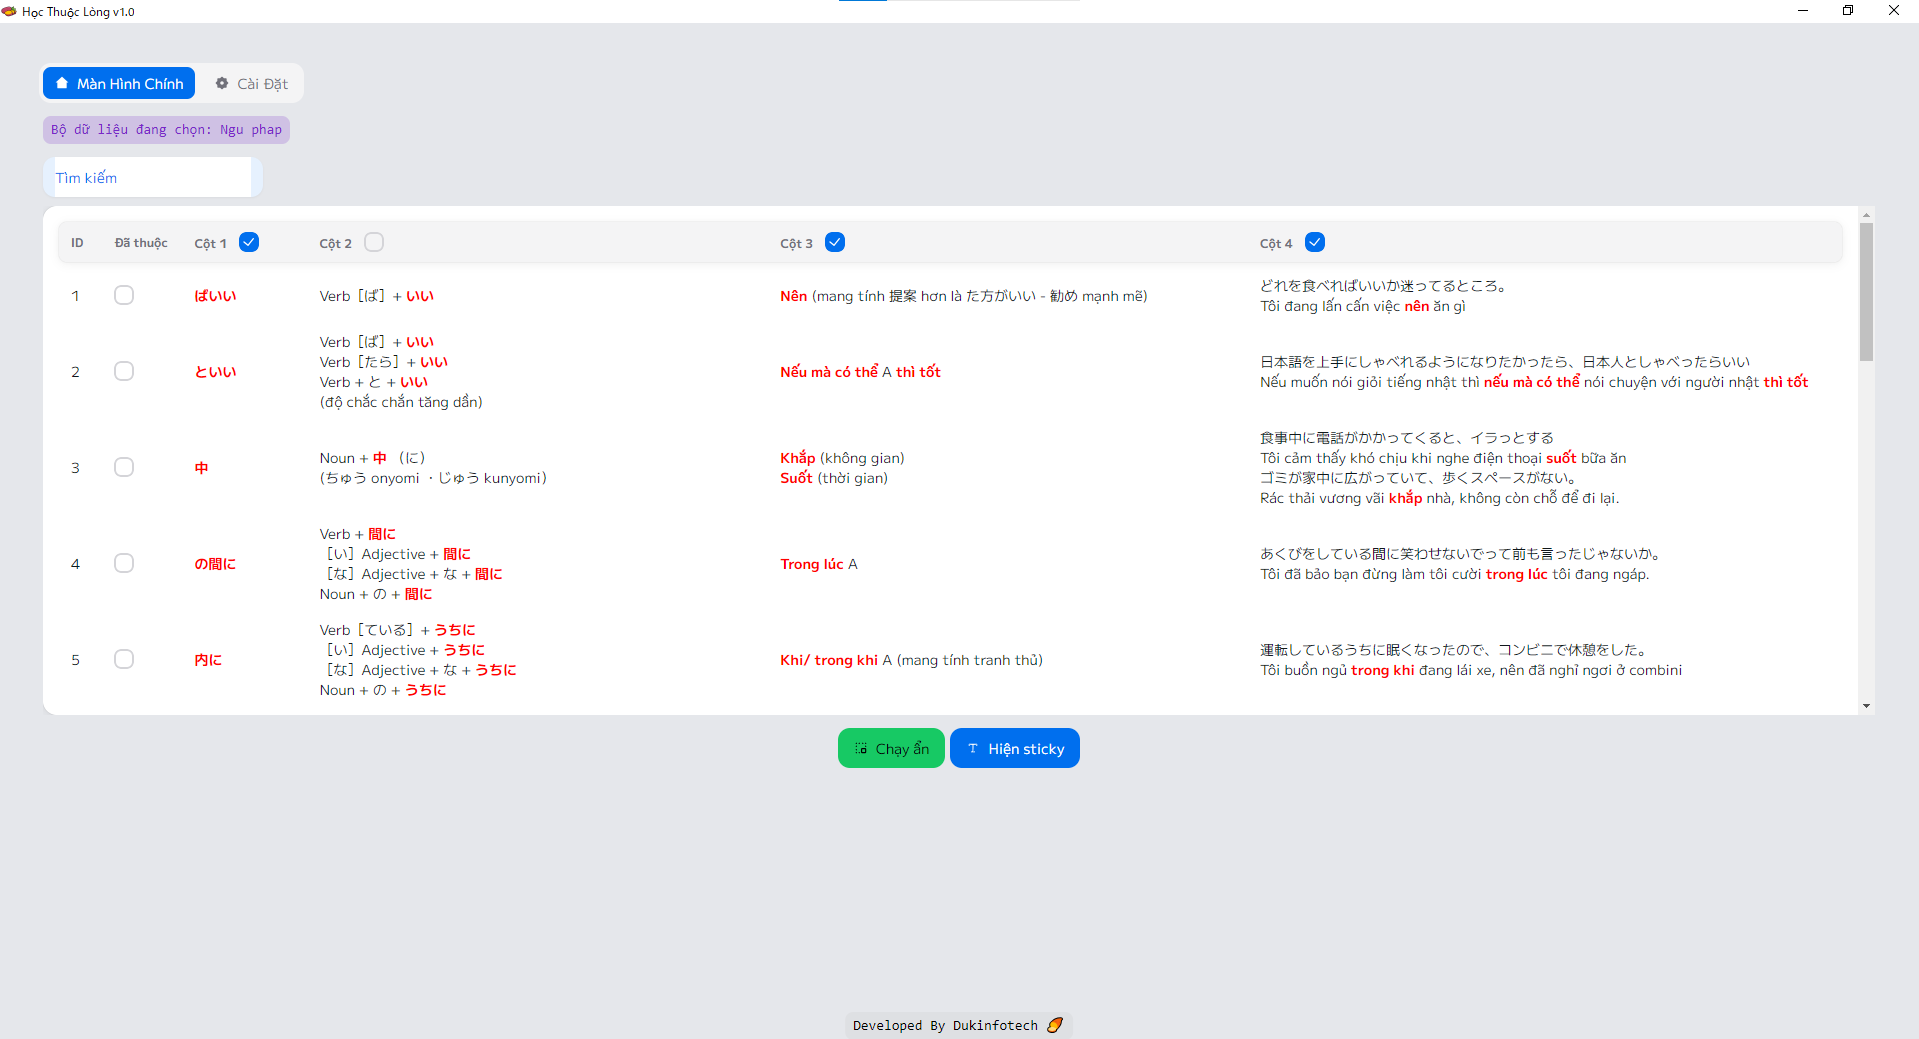 Học Thuộc Lòng v1.0
Màn Hình Chính
Cài Đặt
Bộ dữ liệu đang chọn: Ngu phap
Tìm kiếm
ID Đã thuộc Cột 1 Cột 2 Cột 3 Cột 4
1
ばいい
Verb［ば］+ いい
Nên (mang tính 提案 hơn là た方がいい - 勧め mạnh mẽ)
どれを食べればいいか迷ってるところ。
Tôi đang lấn cấn việc nên ăn gì
2
といい
Verb［ば］+ いい
Verb［たら］+ いい
Verb + と + いい
(độ chắc chắn tăng dần)
Nếu mà có thể A thì tốt
日本語を上手にしゃべれるようになりたかったら、日本人としゃべったらいい
Nếu muốn nói giỏi tiếng nhật thì nếu mà có thể nói chuyện với người nhật thì tốt
3
中
Noun + 中 （に）
(ちゅう onyomi ・じゅう kunyomi)
Khắp (không gian)
Suốt (thời gian)
食事中に電話がかかってくると、イラっとする
Tôi cảm thấy khó chịu khi nghe điện thoại suốt bữa ăn
ゴミが家中に広がっていて、歩くスペースがない。
Rác thải vương vãi khắp nhà, không còn chỗ để đi lại.
4
の間に
Verb + 間に
［い］Adjective + 間に
［な］Adjective + な + 間に
Noun + の + 間に
Trong lúc A
あくびをしている間に笑わせないでって前も言ったじゃないか。
Tôi đã bảo bạn đừng làm tôi cười trong lúc tôi đang ngáp.
5
内に
Verb［ている］+ うちに
［い］Adjective + うちに
［な］Adjective + な + うちに
Noun + の + うちに
Khi/ trong khi A (mang tính tranh thủ)
運転しているうちに眠くなったので、コンビニで休憩をした。
Tôi buồn ngủ trong khi đang lái xe, nên đã nghỉ ngơi ở combini
Chạy ẩn
Hiện sticky
Developed By Dukinfotech